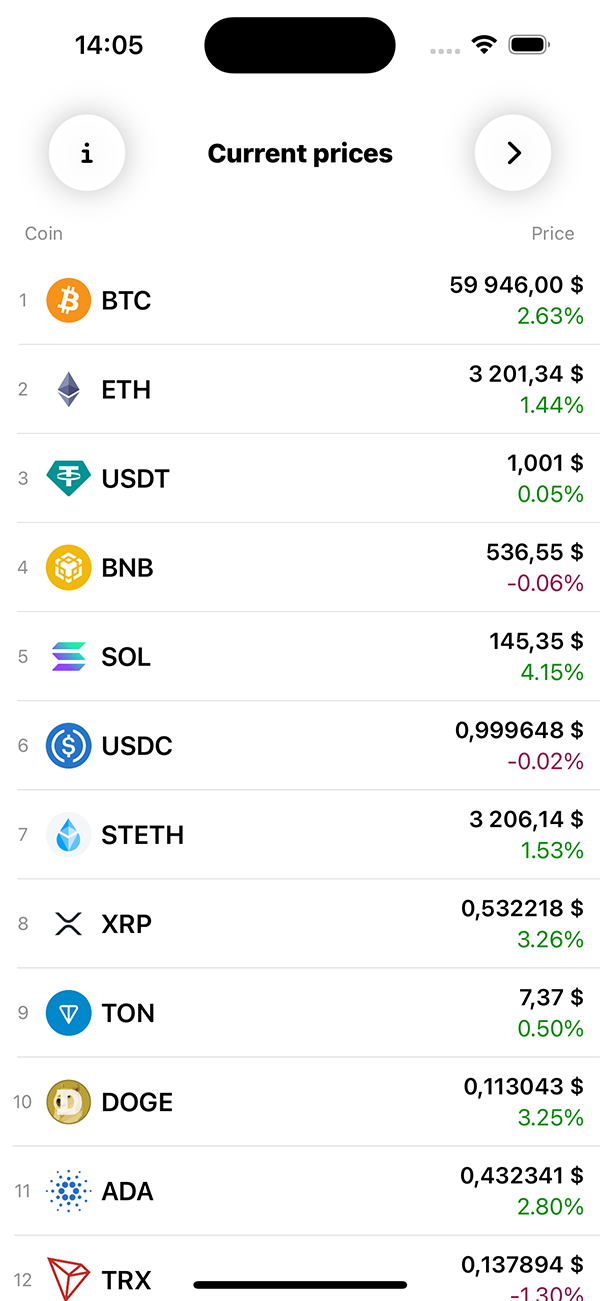 14:05
i
Current prices
Coin Price
1 BTC 59 946,00 $
2.63%
2 ETH 3 201,34 $
1.44%
3 USDT 1,001 $
0.05%
4 BNB 536,55 $
-0.06%
5 SOL 145,35 $
4.15%
6 USDC 0,999648 $
-0.02%
7 STETH 3 206,14 $
1.53%
8 XRP 0,532218 $
3.26%
9 TON 7,37 $
0.50%
10 DOGE 0,113043 $
3.25%
11 ADA 0,432341 $
2.80%
12 TRX 0,137894 $
-1.30%